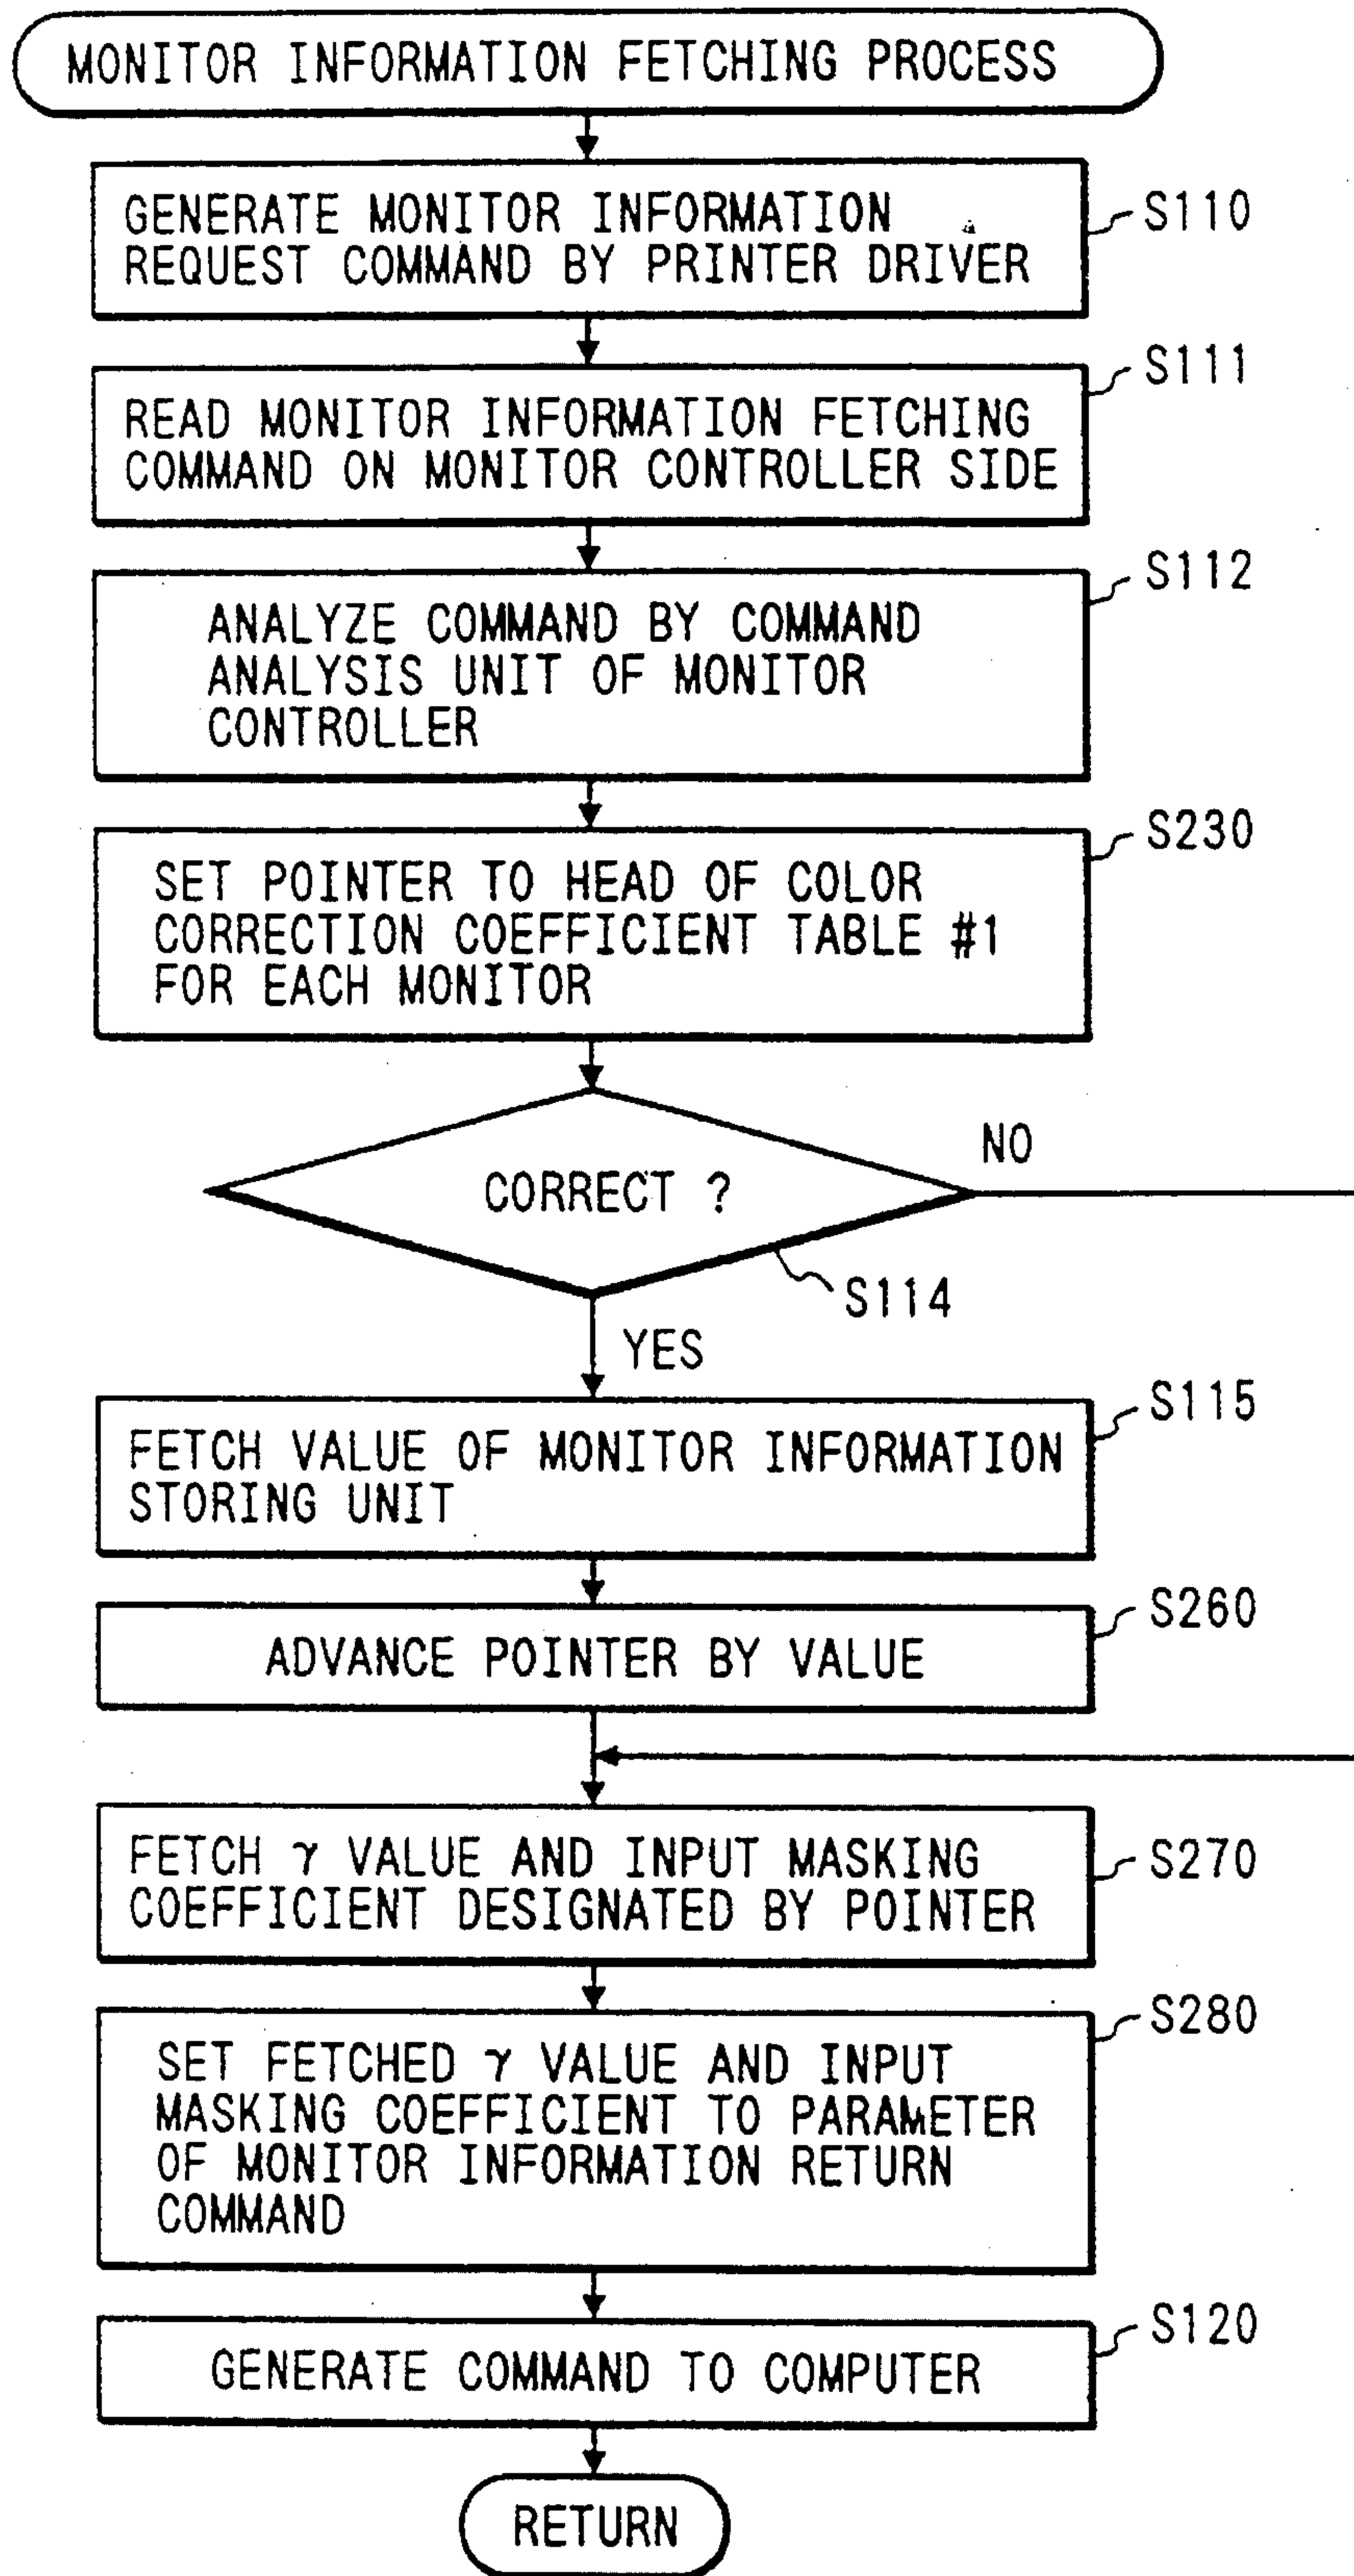 MONITOR INFORMATION FETCHING PROCESS
GENERATE MONITOR INFORMATION
REQUEST COMMAND BY PRINTER DRIVER
S110
READ MONITOR INFORMATION FETCHING
COMMAND ON MONITOR CONTROLLER SIDE
S111
ANALYZE COMMAND BY COMMAND
ANALYSIS UNIT OF MONITOR
CONTROLLER
S112
SET POINTER TO HEAD OF COLOR
CORRECTION COEFFICIENT TABLE #1
FOR EACH MONITOR
S230
CORRECT ?
NO
S114
YES
FETCH VALUE OF MONITOR INFORMATION
STORING UNIT
S115
ADVANCE POINTER BY VALUE
S260
FETCH γ VALUE AND INPUT MASKING
COEFFICIENT DESIGNATED BY POINTER
S270
SET FETCHED γ VALUE AND INPUT
MASKING COEFFICIENT TO PARAMETER
OF MONITOR INFORMATION RETURN
COMMAND
S280
GENERATE COMMAND TO COMPUTER
S120
RETURN